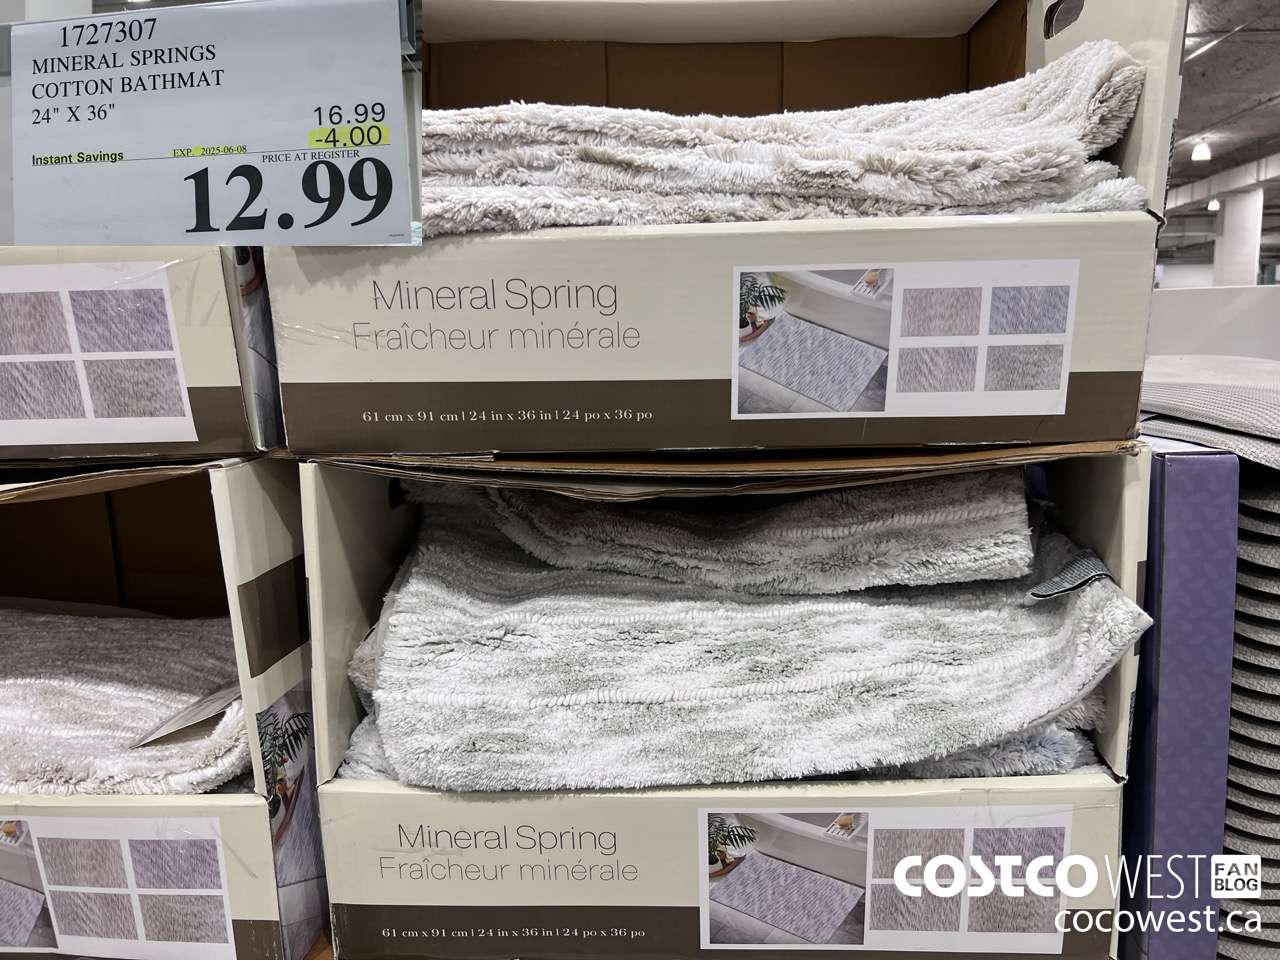 1727307
MINERAL SPRINGS
COTTON BATHMAT
24" X 36"
16.99
-4.00
Instant Savings
EXP. 2025-06-08
PRICE AT REGISTER
12.99
Mineral Spring
Fraîcheur minérale
61 cm x 91 cm | 24 in x 36 in | 24 po x 36 po
Mineral Spring
Fraîcheur minérale
61 cm x 91 cm | 24 in x 36 in | 24 po x 36 po
COSTCO WEST FAN BLOG
cocowest.ca